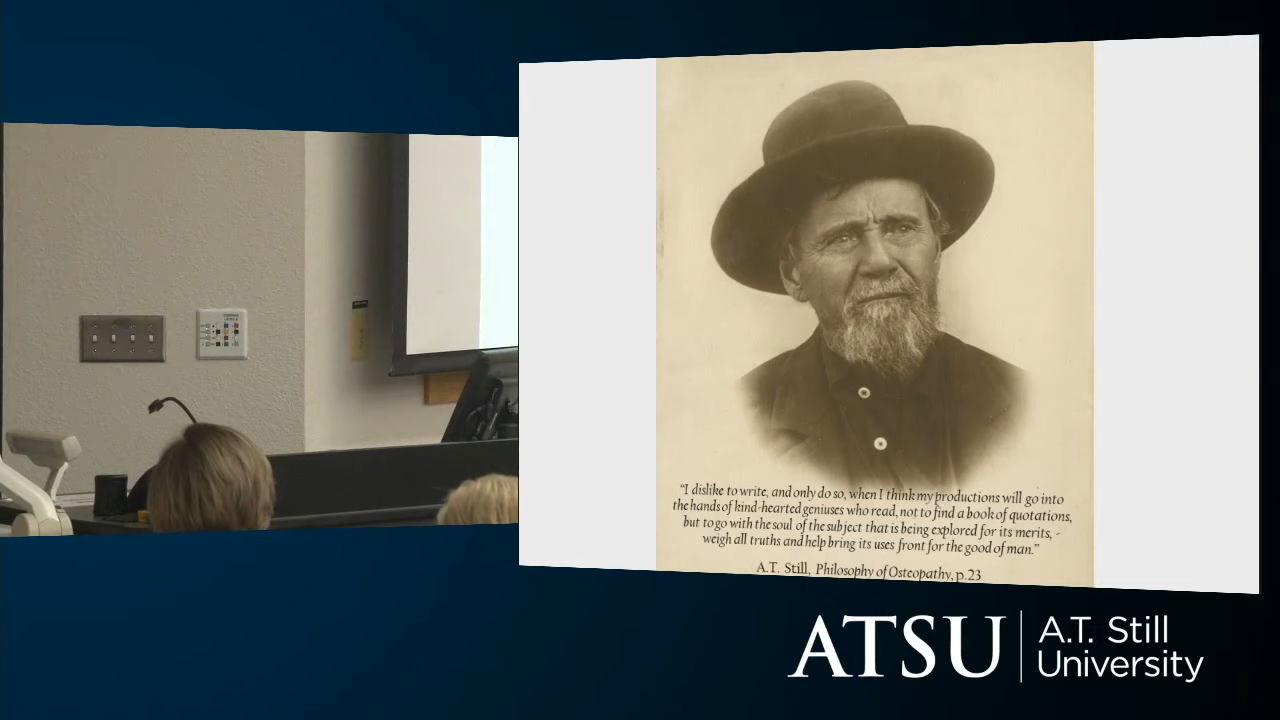 “I dislike to write, and only do so, when I think my productions will go into
the hands of kind-hearted geniuses who read, not to find a book of quotations,
but to go with the soul of the subject that is being explored for its merits, -
weigh all truths and help bring its uses front for the good of man.”
A.T. Still, Philosophy of Osteopathy, p.23
ATSU
A.T. Still
University